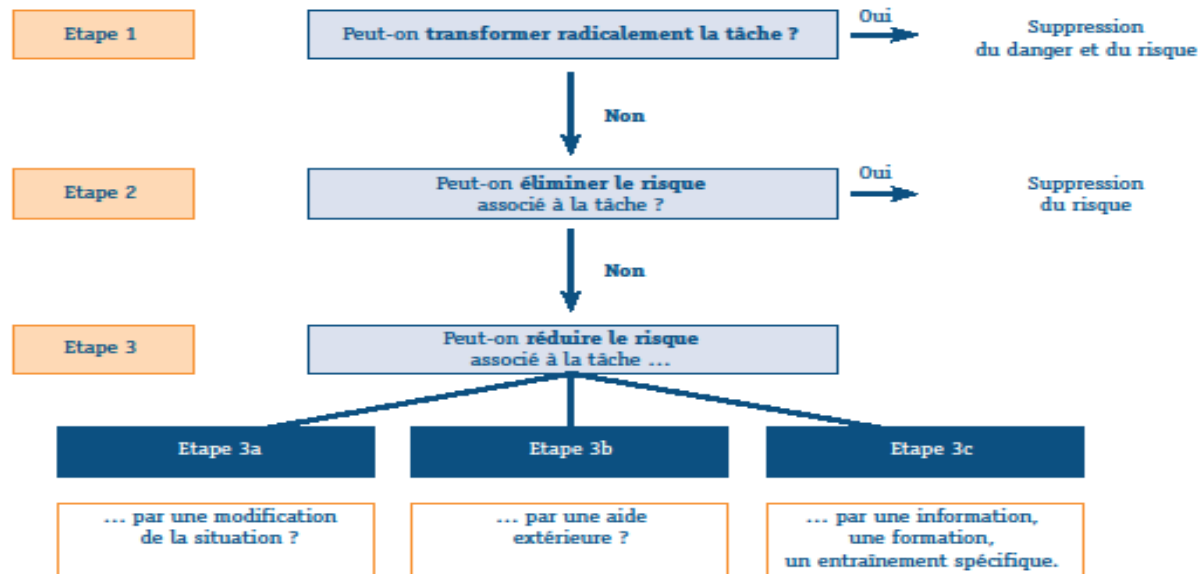 Etape 1
Peut-on transformer radicalement la tâche ?
Oui
Suppression
du danger et du risque
Non
Etape 2
Peut-on éliminer le risque
associé à la tâche ?
Oui
Suppression
du risque
Non
Etape 3
Peut-on réduire le risque
associé à la tâche ...
Etape 3a
Etape 3b
Etape 3c
... par une modification
de la situation ?
... par une aide
extérieure ?
... par une information,
une formation,
un entraînement spécifique.